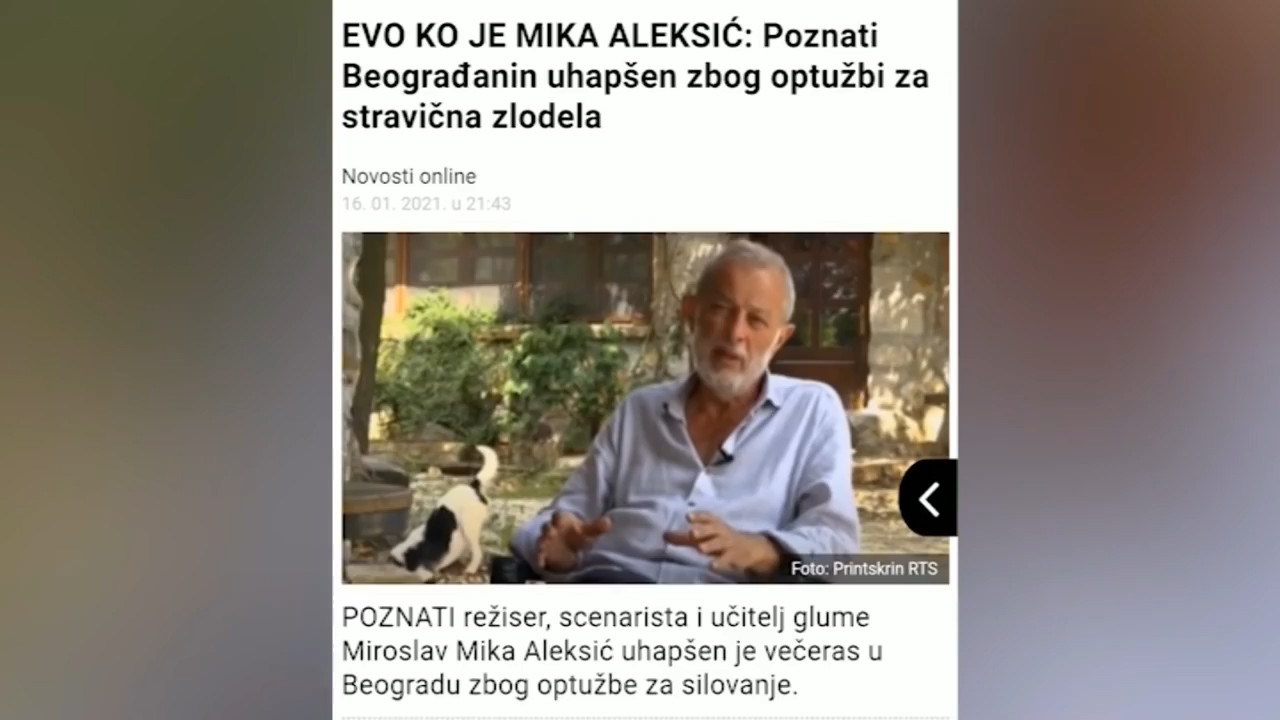 EVO KO JE MIKA ALEKSIĆ: Poznati
Beograđanin uhapšen zbog optužbi za
stravična zlodela
Novosti online
16. 01. 2021. u 21:43
Foto: Printskrin RTS
POZNATI režiser, scenarista i učitelj glume
Miroslav Mika Aleksić uhapšen je večeras u
Beogradu zbog optužbe za silovanje.